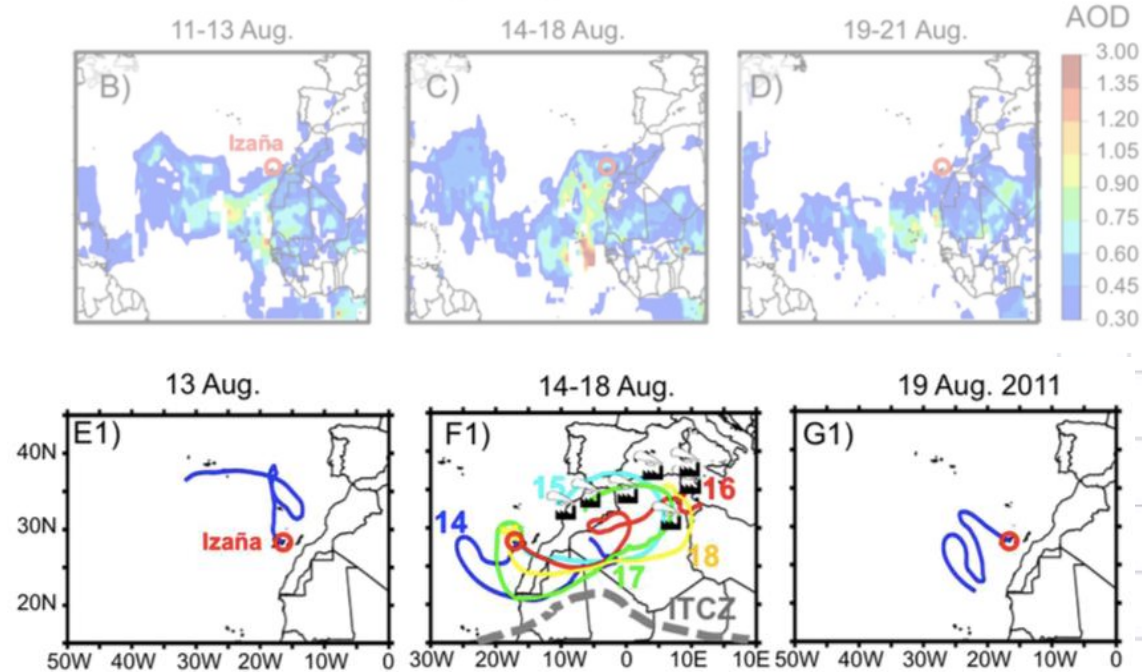 11-13 Aug.
14-18 Aug.
19-21 Aug.
AOD
B)
Izaña
C)
D)
3.00
1.35
1.20
1.05
0.90
0.75
0.60
0.45
0.30
13 Aug.
14-18 Aug.
19 Aug. 2011
E1)
Izaña
40N
30N
20N
50W 40W 30W 20W 10W 0
F1)
15
16
14
18
17
ITCZ
30W 20W 10W 0 10E 10E
G1)
50W 40W 30W 20W 10W 0